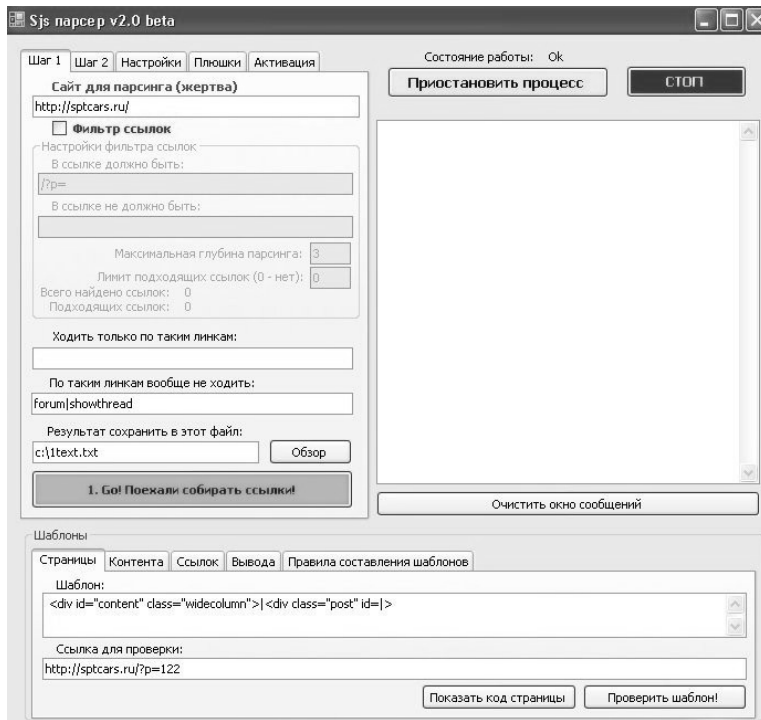 Sjs парсер v2.0 beta
Шаг 1 Шаг 2 Настройки Плюшки Активация
Состояние работы: Ok
Приостановить процесс СТОП
Сайт для парсинга (жертва)
http://sptcars.ru/
Фильтр ссылок
Настройки фильтра ссылок
В ссылке должно быть:
/?p=
В ссылке не должно быть:
Максимальная глубина парсинга: 3
Лимит подходящих ссылок (0 - нет): 0
Всего найдено ссылок: 0
Подходящих ссылок: 0
Ходить только по таким линкам:
По таким линкам вообще не ходить:
forum|showthread
Результат сохранить в этот файл:
c:\1text.txt Обзор
1. Go! Поехали собирать ссылки!
Очистить окно сообщений
Шаблоны
Страницы Контента Ссылок Вывода Правила составления шаблонов
Шаблон:
<div id="content" class="widecolumn">|<div class="post" id=|>
Ссылка для проверки:
http://sptcars.ru/?p=122
Показать код страницы Проверить шаблон!